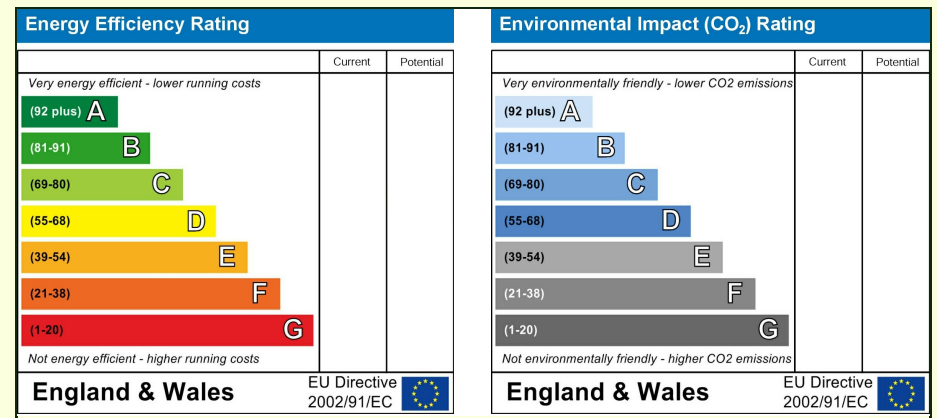 Energy Efficiency Rating
Current Potential
Very energy efficient - lower running costs
(92 plus) A
(81-91) B
(69-80) C
(55-68) D
(39-54) E
(21-38) F
(1-20) G
Not energy efficient - higher running costs
England & Wales
EU Directive
2002/91/EC
Environmental Impact (CO₂) Rating
Current Potential
Very environmentally friendly - lower CO2 emissions
(92 plus) A
(81-91) B
(69-80) C
(55-68) D
(39-54) E
(21-38) F
(1-20) G
Not environmentally friendly - higher CO2 emissions
England & Wales
EU Directive
2002/91/EC